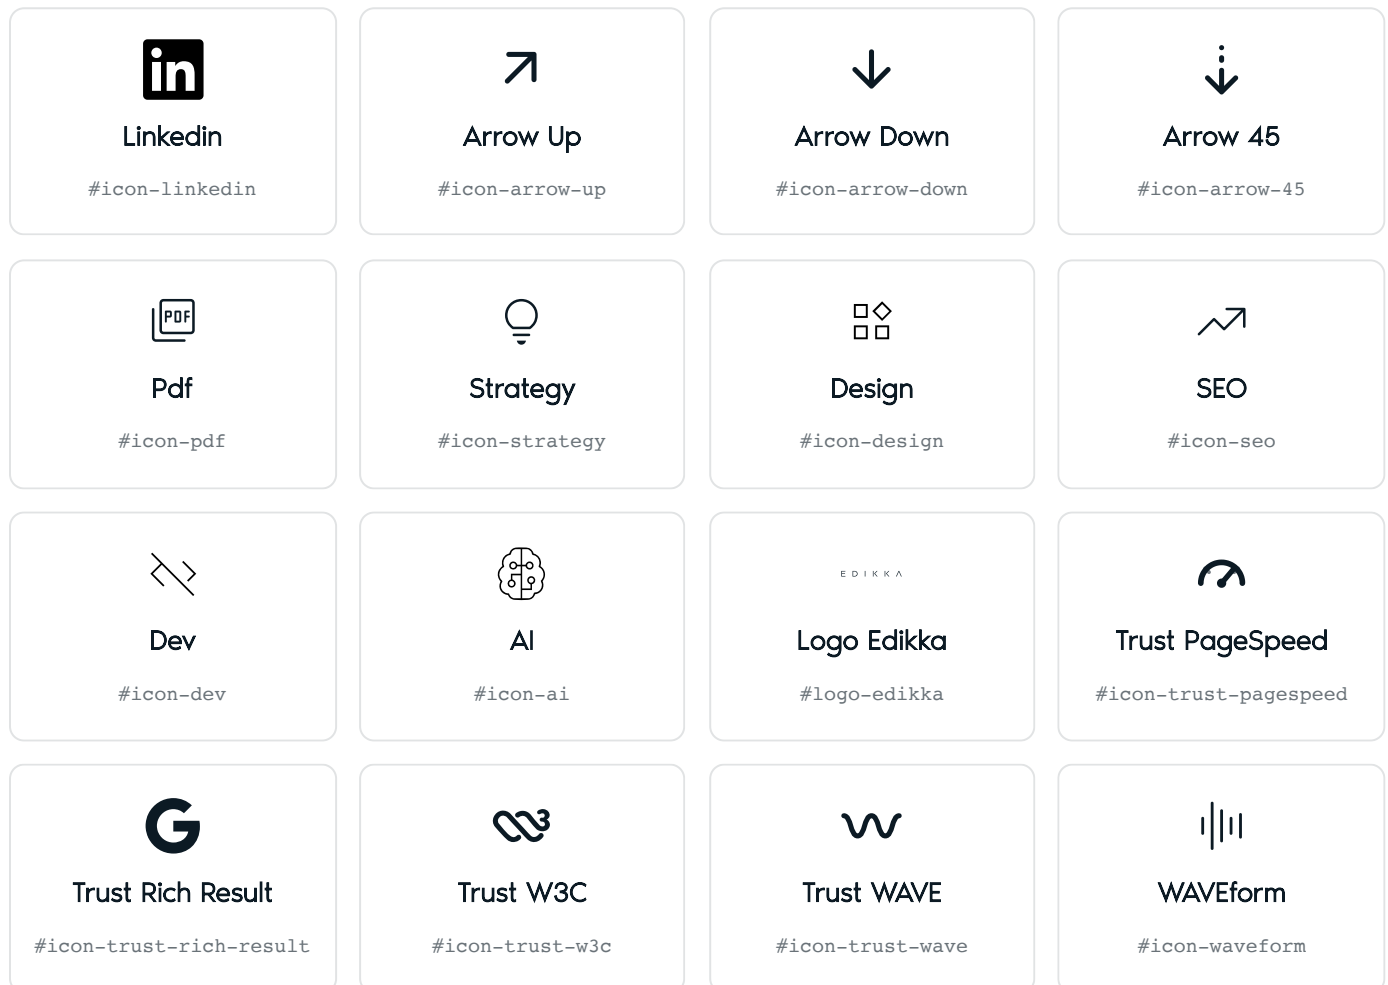 in
Linkedin
#icon-linkedin
Arrow Up
#icon-arrow-up
Arrow Down
#icon-arrow-down
Arrow 45
#icon-arrow-45
PDF
Pdf
#icon-pdf
Strategy
#icon-strategy
Design
#icon-design
SEO
#icon-seo
Dev
#icon-dev
AI
#icon-ai
EDIKKA
Logo Edikka
#logo-edikka
Trust PageSpeed
#icon-trust-pagespeed
G
Trust Rich Result
#icon-trust-rich-result
Trust W3C
#icon-trust-w3c
Trust WAVE
#icon-trust-wave
WAVEform
#icon-waveform